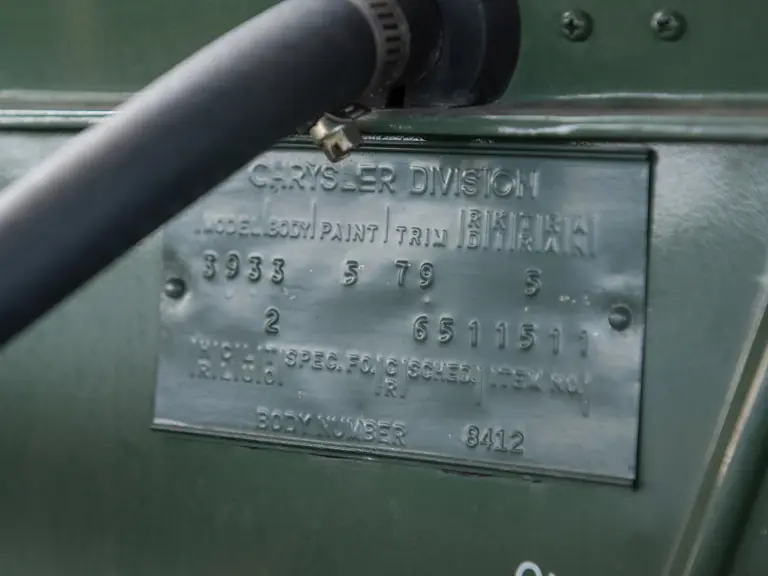 CHRYSLER DIVISION
MODEL BODY PAINT TRIM
3933 5 79 5
2 6511511
SPEC. FO. SCHED. ITEM NO.
BODY NUMBER 8412